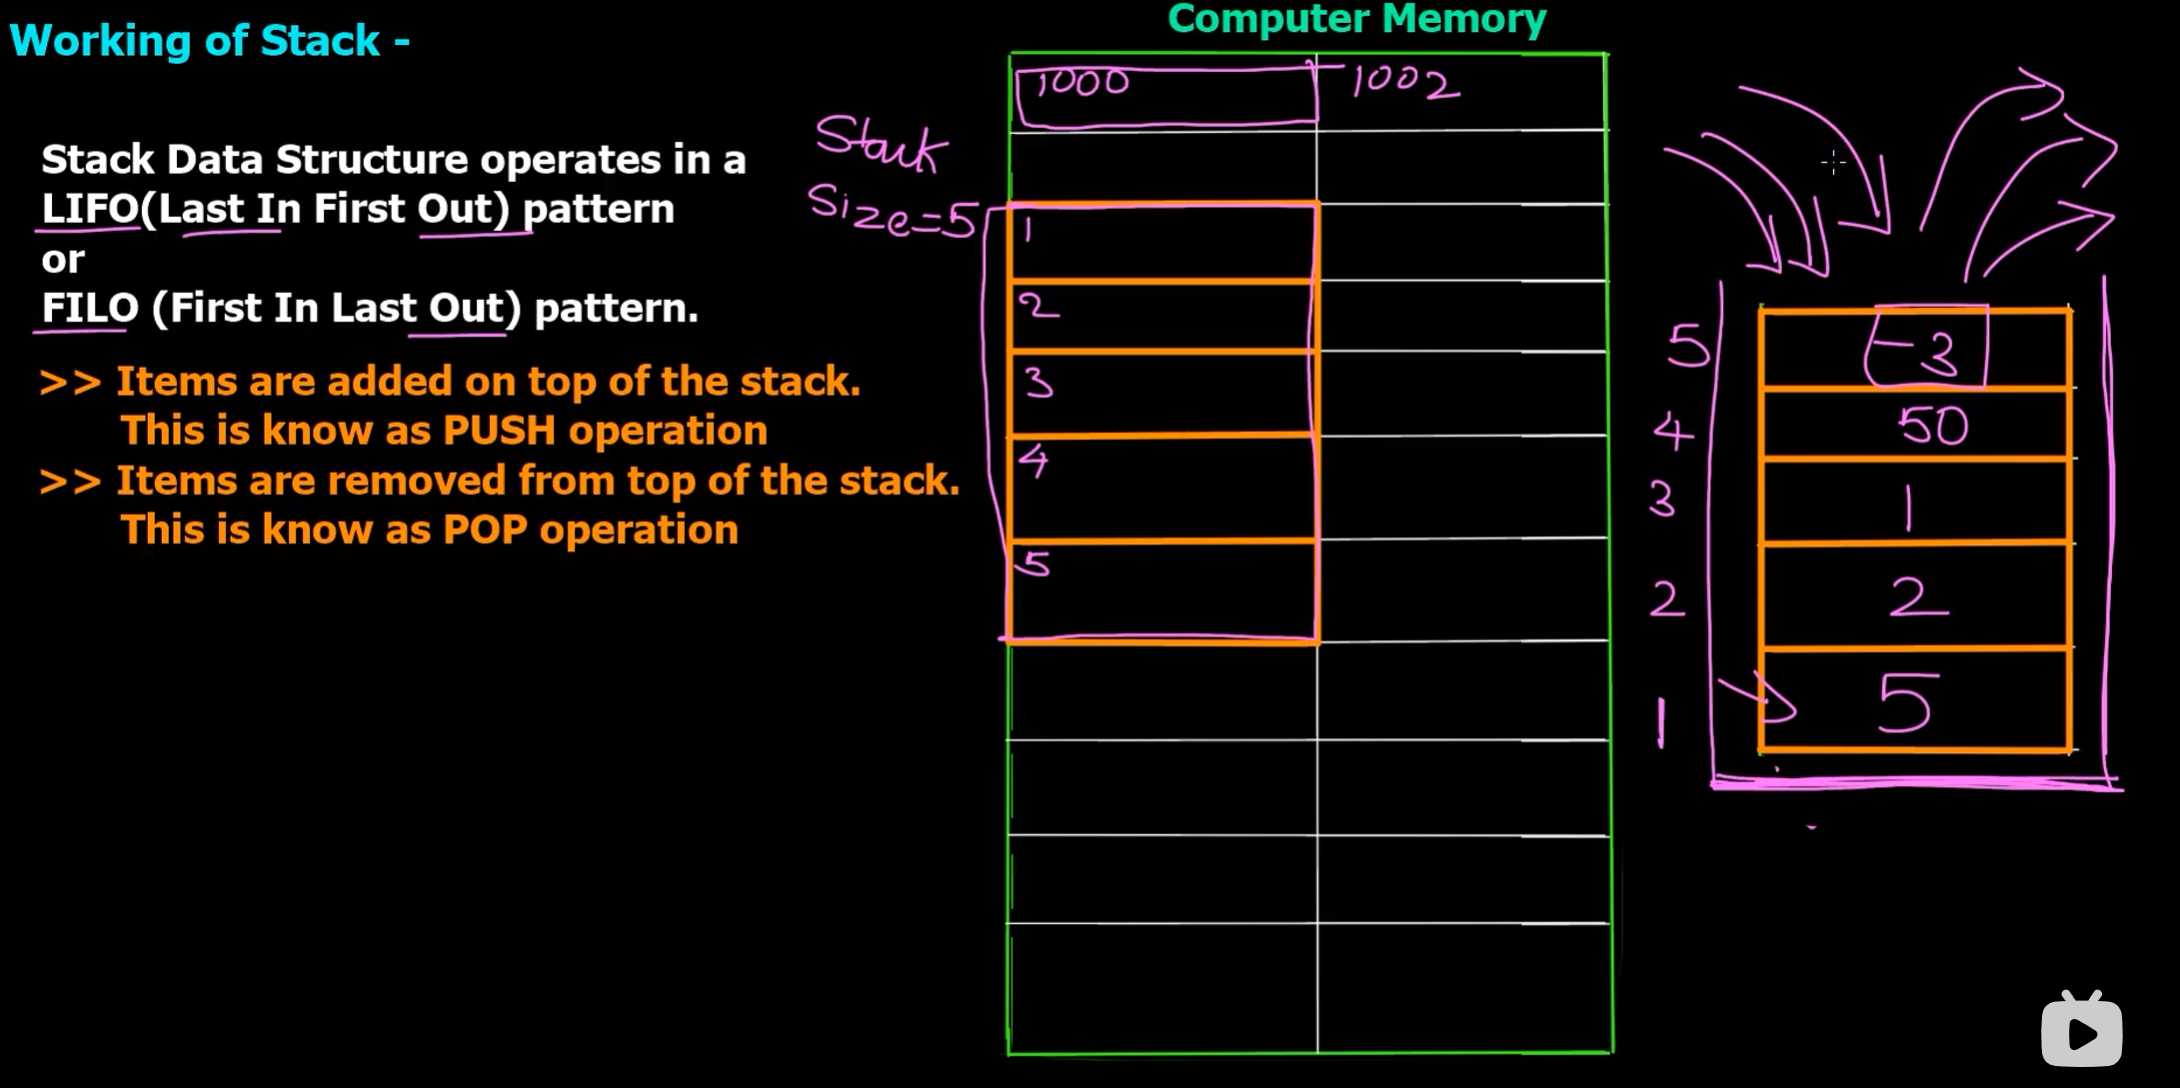 Working of Stack -
Stack Data Structure operates in a
LIFO(Last In First Out) pattern
or
FILO (First In Last Out) pattern.
>> Items are added on top of the stack.
This is know as PUSH operation
>> Items are removed from top of the stack.
This is know as POP operation
Computer Memory
1000 1002
Stack
Size=5
1
2
3
4
5
5 -3
4 50
3 1
2 2
1 5